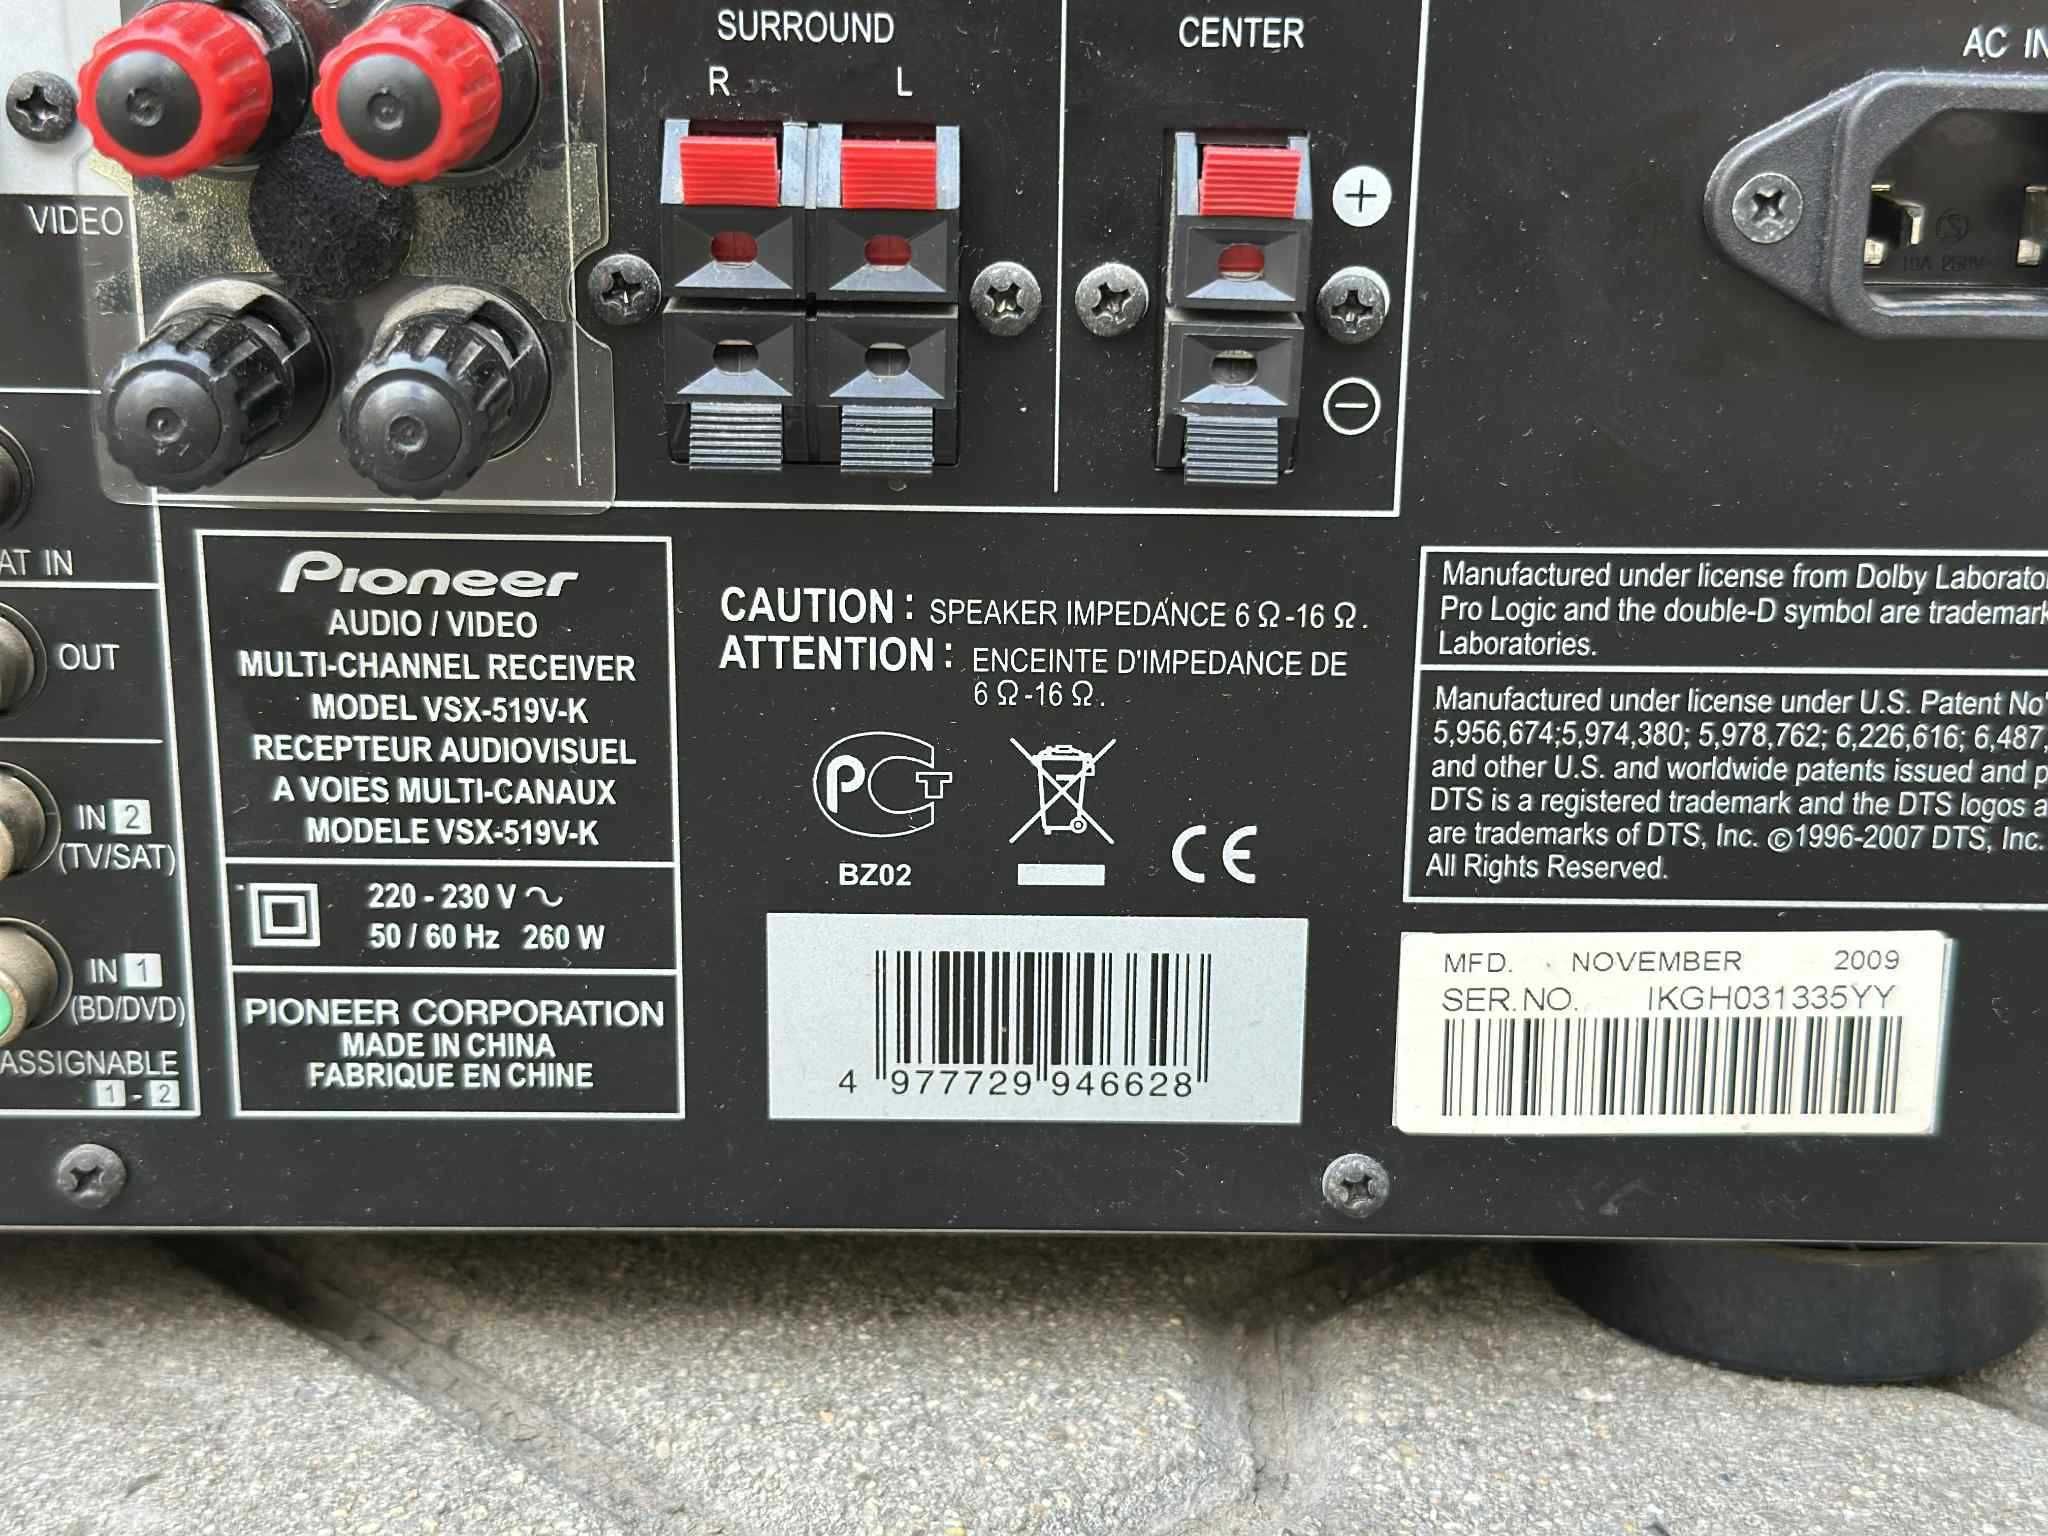 SURROUND
R L
CENTER
AC IN
+
VIDEO
−
AT IN
OUT
IN 2
(TV/SAT)
IN 1
(BD/DVD)
ASSIGNABLE
1 - 2
Pioneer
AUDIO / VIDEO
MULTI-CHANNEL RECEIVER
MODEL VSX-519V-K
RECEPTEUR AUDIOVISUEL
A VOIES MULTI-CANAUX
MODELE VSX-519V-K
220 - 230 V ~
50 / 60 Hz 260 W
PIONEER CORPORATION
MADE IN CHINA
FABRIQUE EN CHINE
CAUTION : SPEAKER IMPEDANCE 6 Ω -16 Ω .
ATTENTION : ENCEINTE D'IMPEDANCE DE
6 Ω -16 Ω .
PCT
BZ02
CE
4 977729 946628
Manufactured under license from Dolby Laborato
Pro Logic and the double-D symbol are trademark
Laboratories.
Manufactured under license under U.S. Patent No'
5,956,674;5,974,380; 5,978,762; 6,226,616; 6,487,
and other U.S. and worldwide patents issued and p
DTS is a registered trademark and the DTS logos a
are trademarks of DTS, Inc. ©1996-2007 DTS, Inc.
All Rights Reserved.
MFD. NOVEMBER 2009
SER.NO. IKGH031335YY